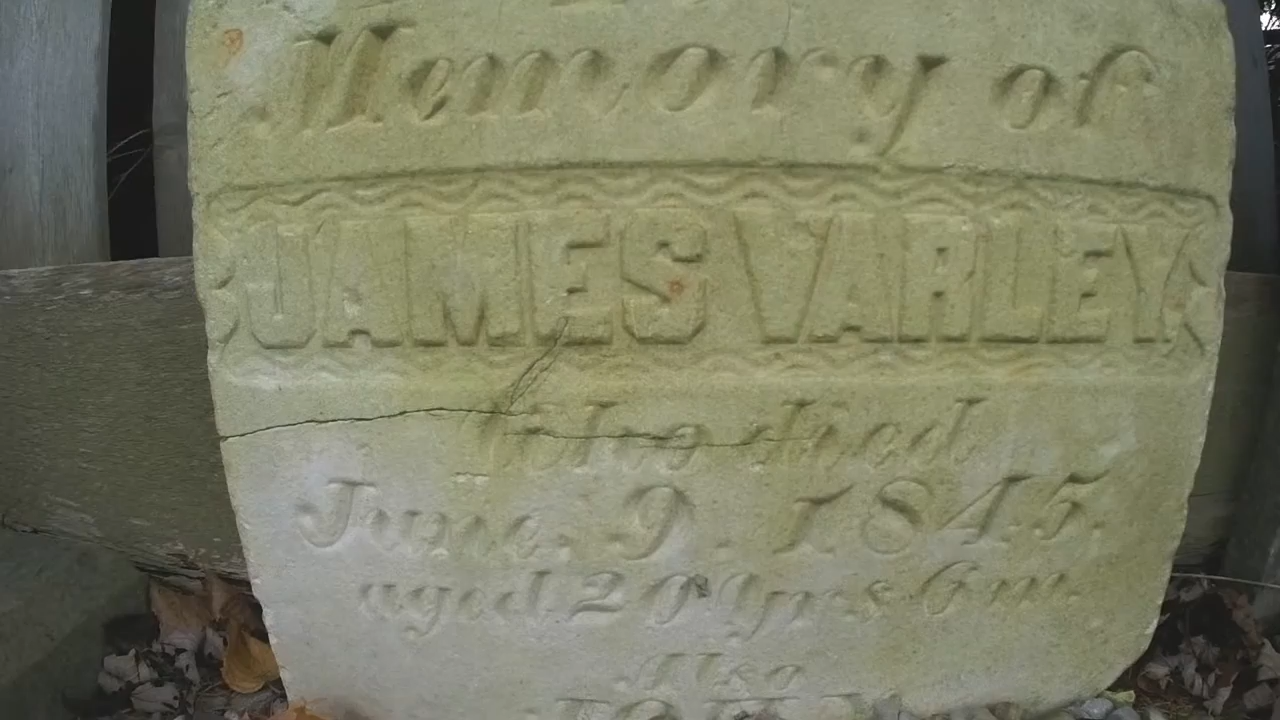 Memory of
JAMES VARLEY
Who died
June. 9. 1845.
aged 20 Yrs 6 m.
Also